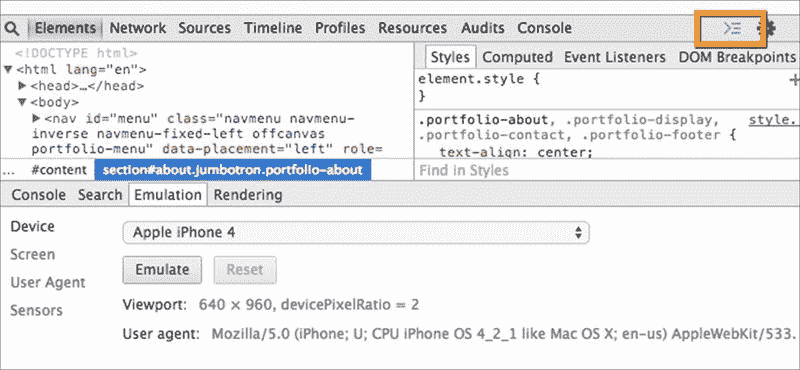 Elements Network Sources Timeline Profiles Resources Audits Console
<!DOCTYPE html>
▼<html lang="en">
▶<head>…</head>
▼<body>
▶<nav id="menu" class="navmenu navmenu-
inverse navmenu-fixed-left offcanvas
portfolio-menu" data-placement="left" role=
... #content section#about.jumbotron.portfolio-about
Styles Computed Event Listeners DOM Breakpoints
element.style {
}
.portfolio-about, .portfolio-display, style.
.portfolio-contact, .portfolio-footer {
text-align: center;
Find in Styles
Console Search Emulation Rendering
Device
Screen
User Agent
Sensors
Apple iPhone 4
Emulate Reset
Viewport: 640 × 960, devicePixelRatio = 2
User agent: Mozilla/5.0 (iPhone; U; CPU iPhone OS 4_2_1 like Mac OS X; en-us) AppleWebKit/533.